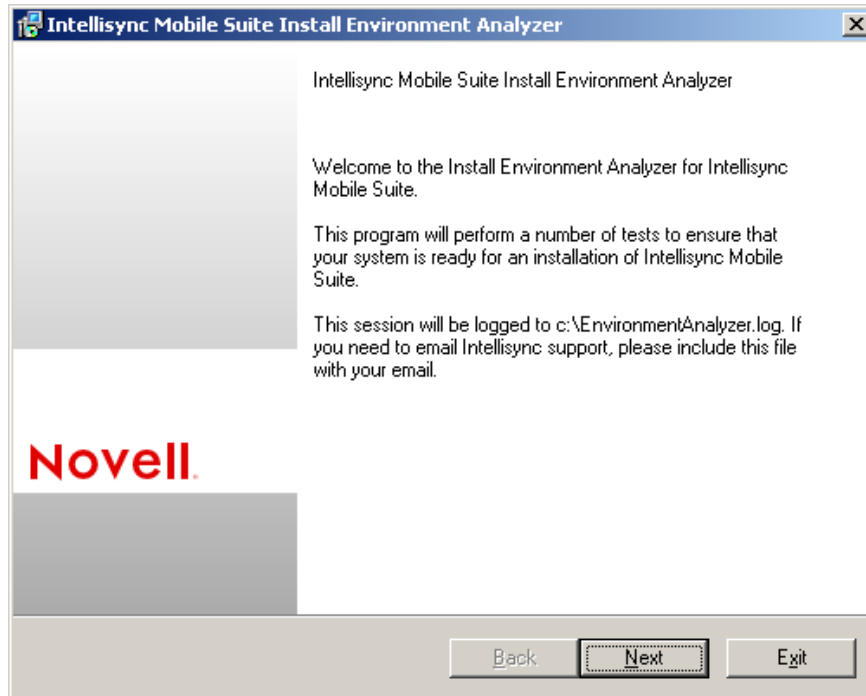 Intellisync Mobile Suite Install Environment Analyzer
Intellisync Mobile Suite Install Environment Analyzer
Welcome to the Install Environment Analyzer for Intellisync
Mobile Suite.
This program will perform a number of tests to ensure that
your system is ready for an installation of Intellisync Mobile
Suite.
This session will be logged to c:\EnvironmentAnalyzer.log. If
you need to email Intellisync support, please include this file
with your email.
Novell.
Back
Next
Exit